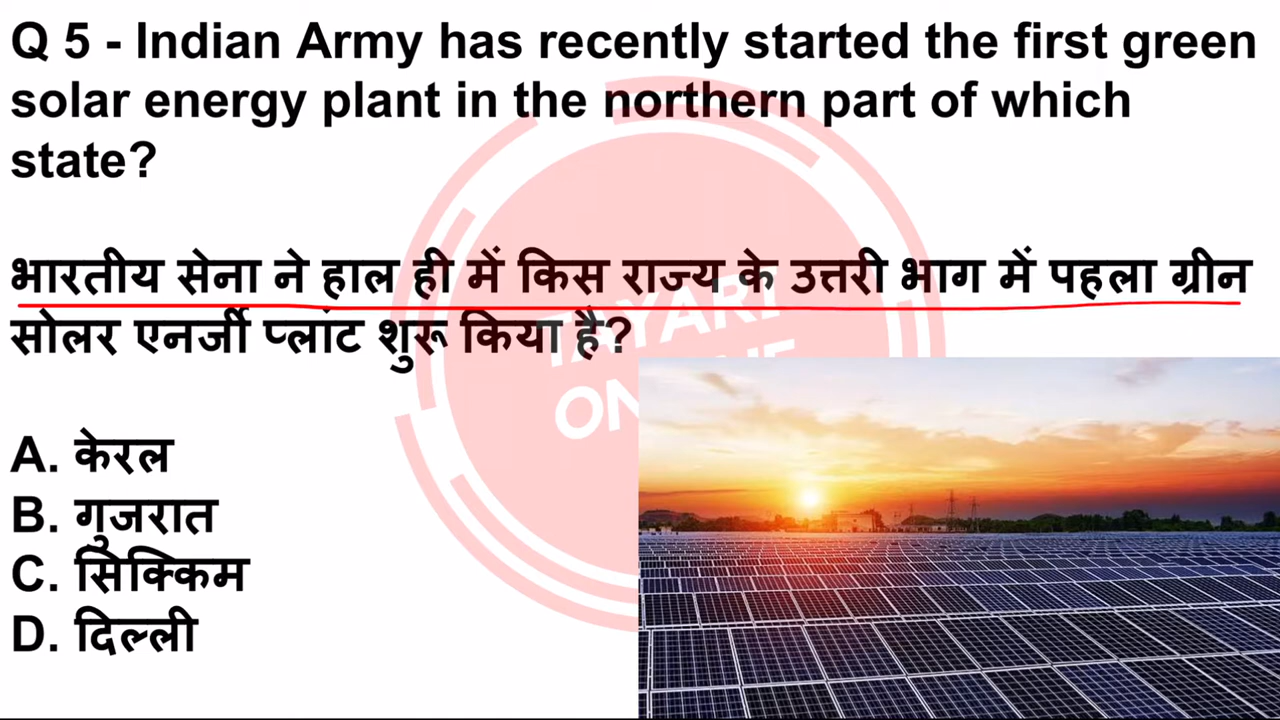 Q 5 - Indian Army has recently started the first green
solar energy plant in the northern part of which
state?
भारतीय सेना ने हाल ही में किस राज्य के उत्तरी भाग में पहला ग्रीन
सोलर एनर्जी प्लांट शुरू किया है?
TAYARI
A. केरल
B. गुजरात
C. सिक्किम
D. दिल्ली